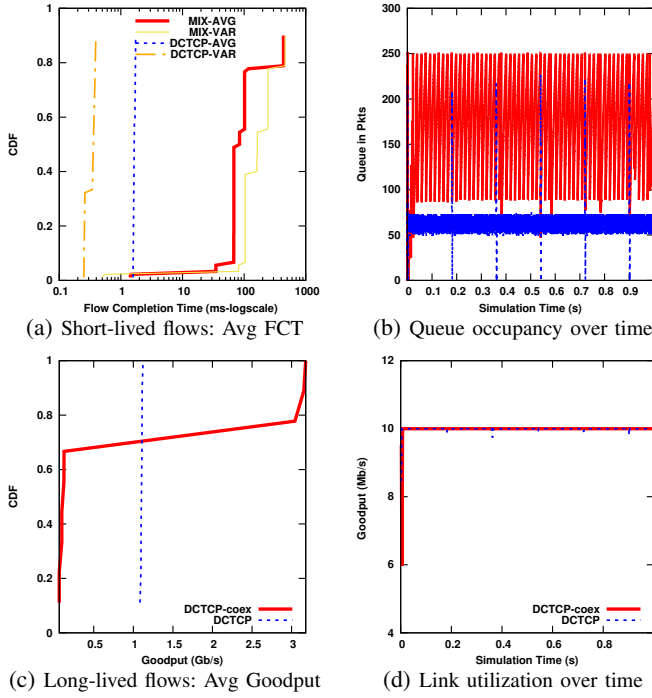 MIX-AVG
MIX-VAR
DCTCP-AVG
DCTCP-VAR
1
0.8
0.6
0.4
0.2
0
CDF
0.1 1 10 100 1000
Flow Completion Time (ms-logscale)
(a) Short-lived flows: Avg FCT
300
250
200
150
100
50
0
Queue in Pkts
0 0.1 0.2 0.3 0.4 0.5 0.6 0.7 0.8 0.9
Simulation Time (s)
(b) Queue occupancy over time
1
0.8
0.6
0.4
0.2
0
CDF
DCTCP-coex
DCTCP
0.5 1 1.5 2 2.5 3
Goodput (Gb/s)
(c) Long-lived flows: Avg Goodput
12
10
8
6
4
Goodput (Mb/s)
DCTCP-coex
DCTCP
0 0.2 0.4 0.6 0.8
Simulation Time (s)
(d) Link utilization over time